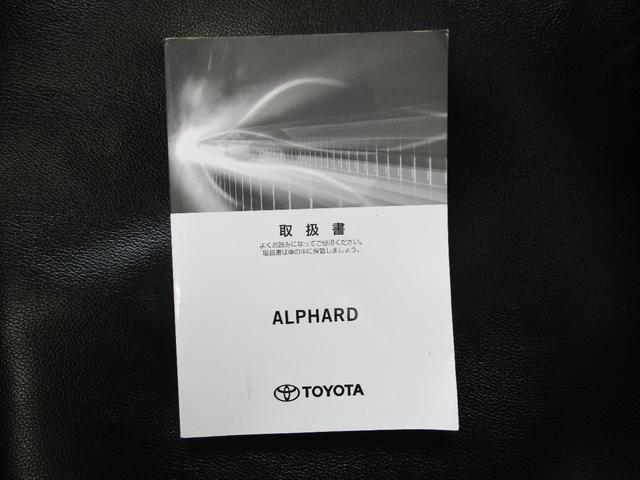 取扱書
よくお読みになってご使用ください。
取扱書は車の中に保管しましょう。
ALPHARD
TOYOTA